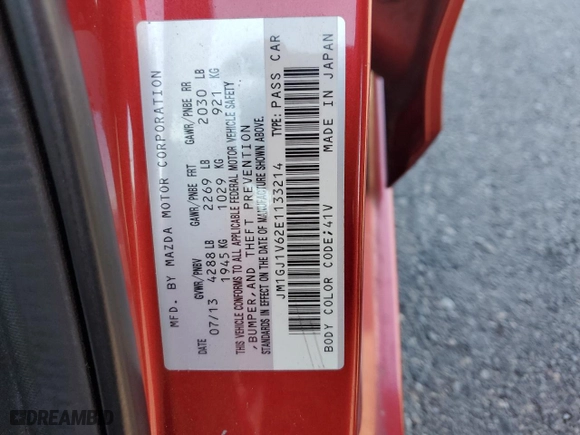 MFD. BY MAZDA MOTOR CORPORATION
DATE GVWR/PNBV GAWR/PNBE FRT GAWR/PNBE RR
07/13 4288 LB 2269 LB 2030 LB
1945 KG 1029 KG 921 KG
THIS VEHICLE CONFORMS TO ALL APPLICABLE FEDERAL MOTOR VEHICLE SAFETY
,BUMPER,AND THEFT PREVENTION
STANDARDS IN EFFECT ON THE DATE OF MANUFACTURE SHOWN ABOVE.
JM1GJ1V62E1133214 TYPE: PASS CAR
BODY COLOR CODE:41V MADE IN JAPAN
© DREAMBID